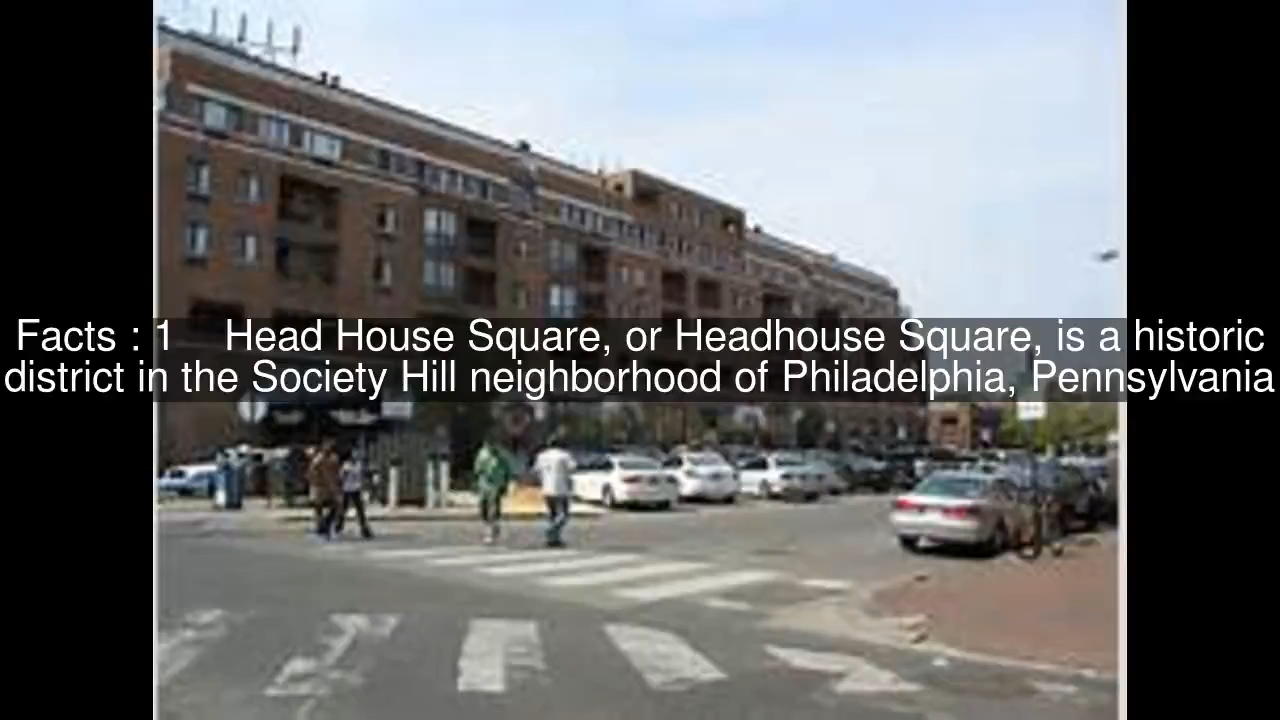 Facts : 1    Head House Square, or Headhouse Square, is a historic
district in the Society Hill neighborhood of Philadelphia, Pennsylvania